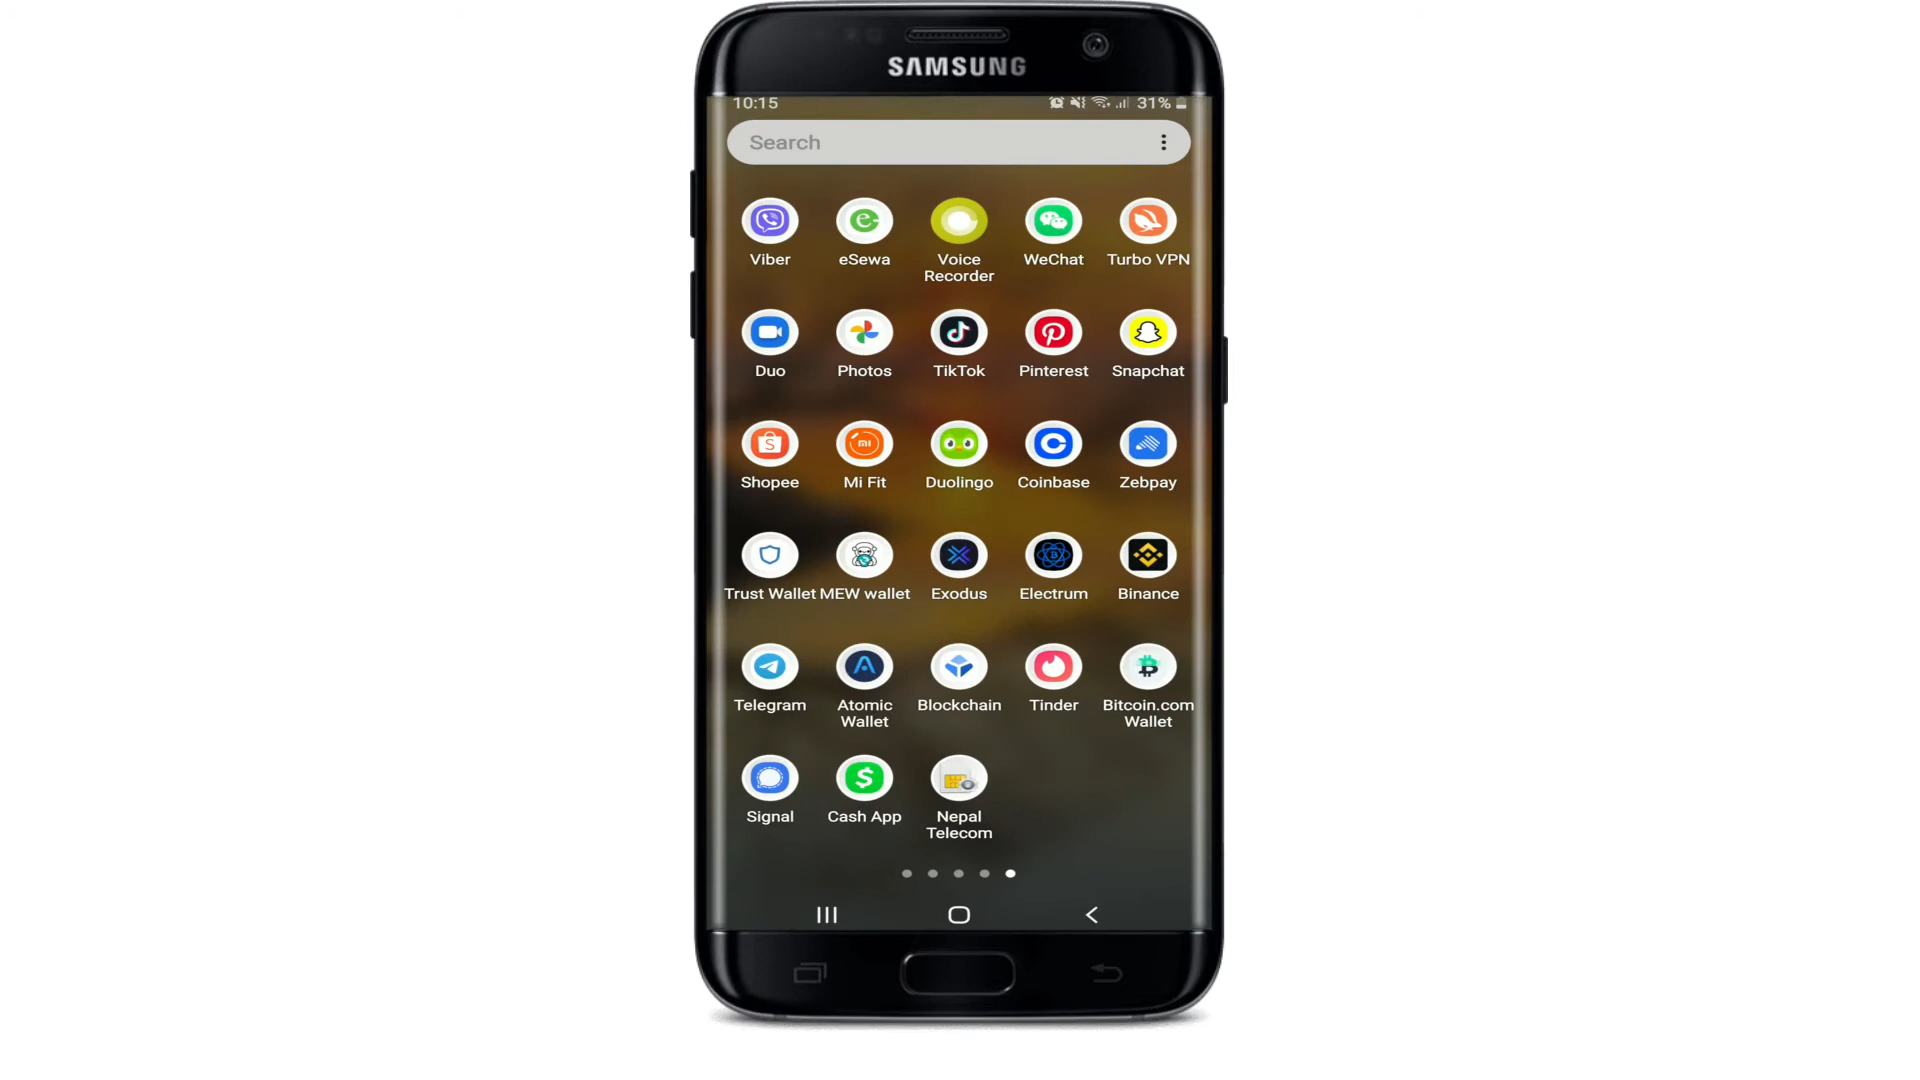 SAMSUNG
10:15 31%
Search
Viber eSewa Voice Recorder WeChat Turbo VPN
Duo Photos TikTok Pinterest Snapchat
Shopee Mi Fit Duolingo Coinbase Zebpay
Trust Wallet MEW wallet Exodus Electrum Binance
Telegram Atomic Wallet Blockchain Tinder Bitcoin.com Wallet
Signal Cash App Nepal Telecom